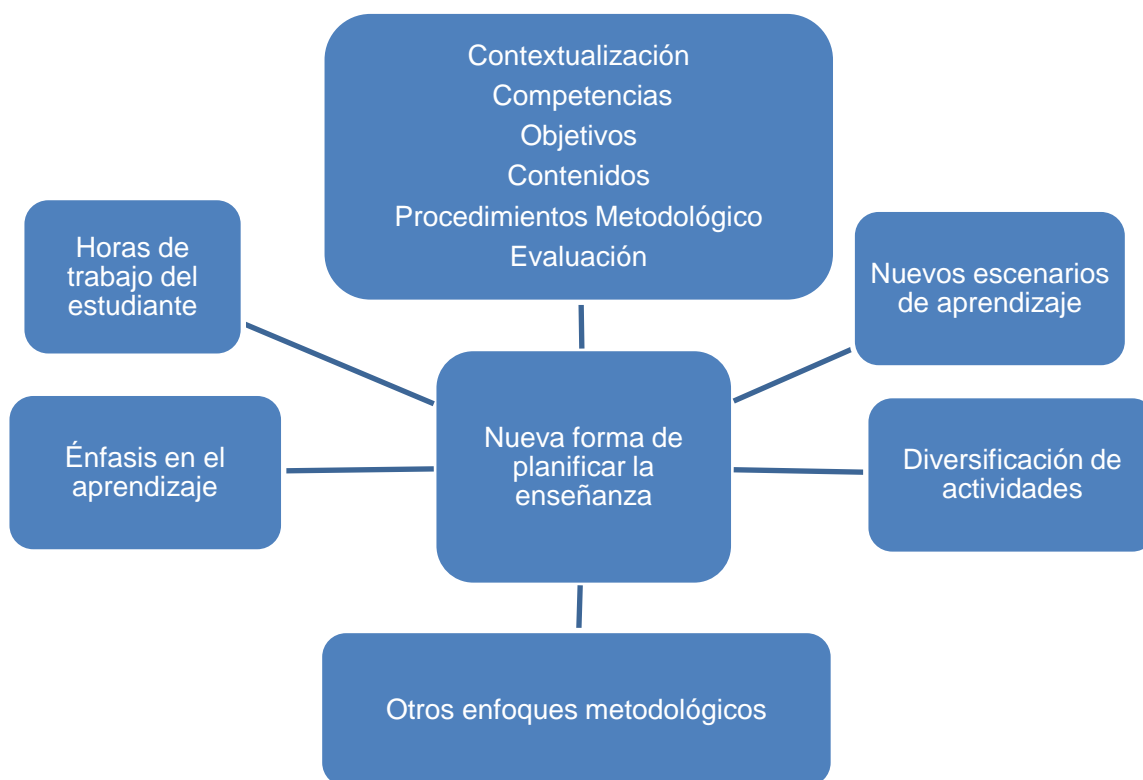 Contextualización
Competencias
Objetivos
Contenidos
Procedimientos Metodológico
Evaluación
Horas de
trabajo del
estudiante
Nuevos escenarios
de aprendizaje
Énfasis en el
aprendizaje
Nueva forma de
planificar la
enseñanza
Diversificación de
actividades
Otros enfoques metodológicos